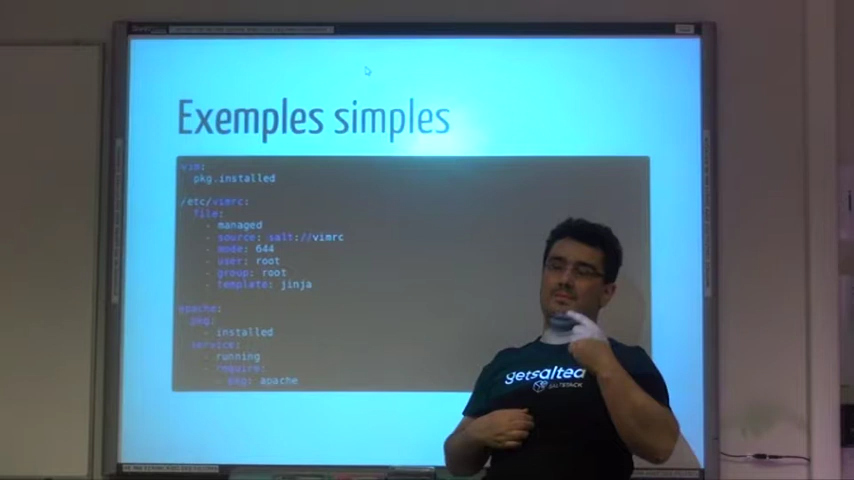 Exemples simples
vim:
pkg.installed
/etc/vimrc:
file:
- managed
- source: salt://vimrc
- mode: 644
- user: root
- group: root
- template: jinja
apache:
pkg:
- installed
service:
- running
- require:
- pkg: apache
getsalted
SALTSTACK